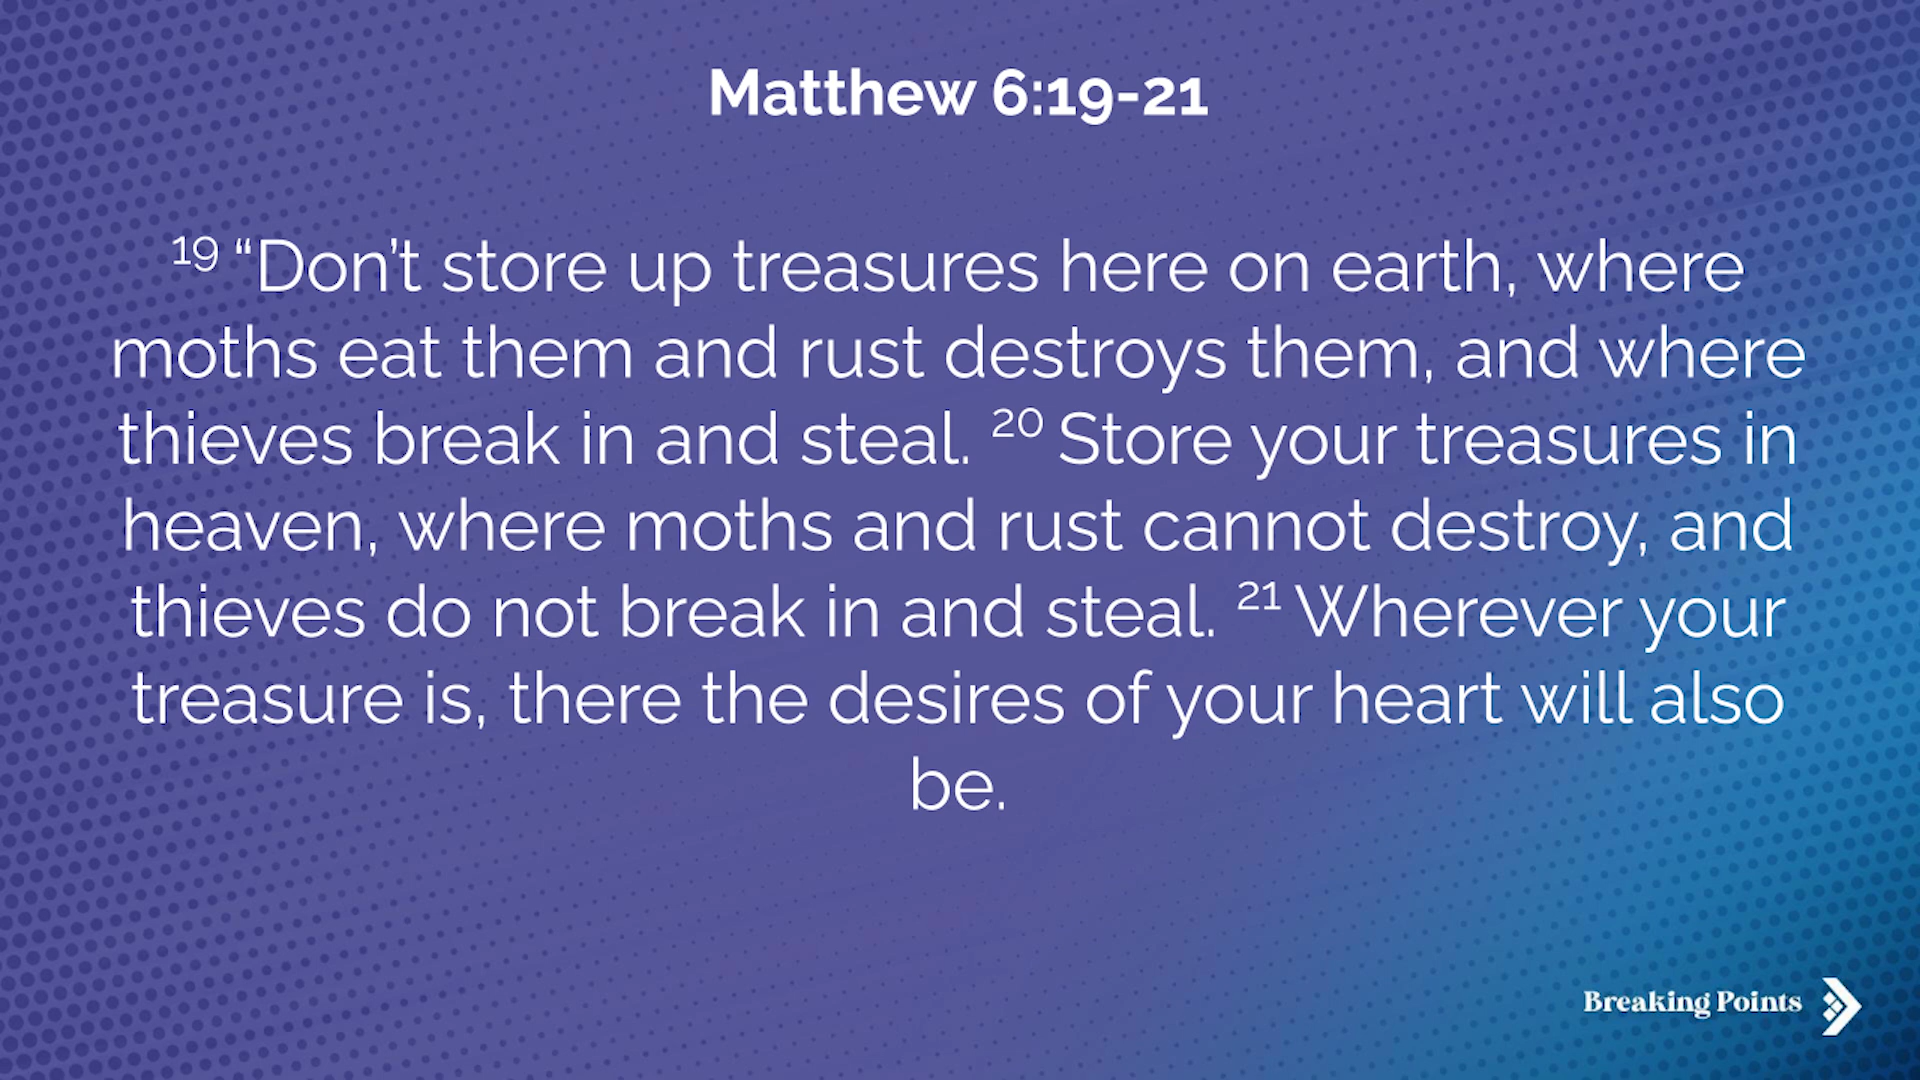 Matthew 6:19-21
19 “Don’t store up treasures here on earth, where
moths eat them and rust destroys them, and where
thieves break in and steal. 20 Store your treasures in
heaven, where moths and rust cannot destroy, and
thieves do not break in and steal. 21 Wherever your
treasure is, there the desires of your heart will also
be.
Breaking Points